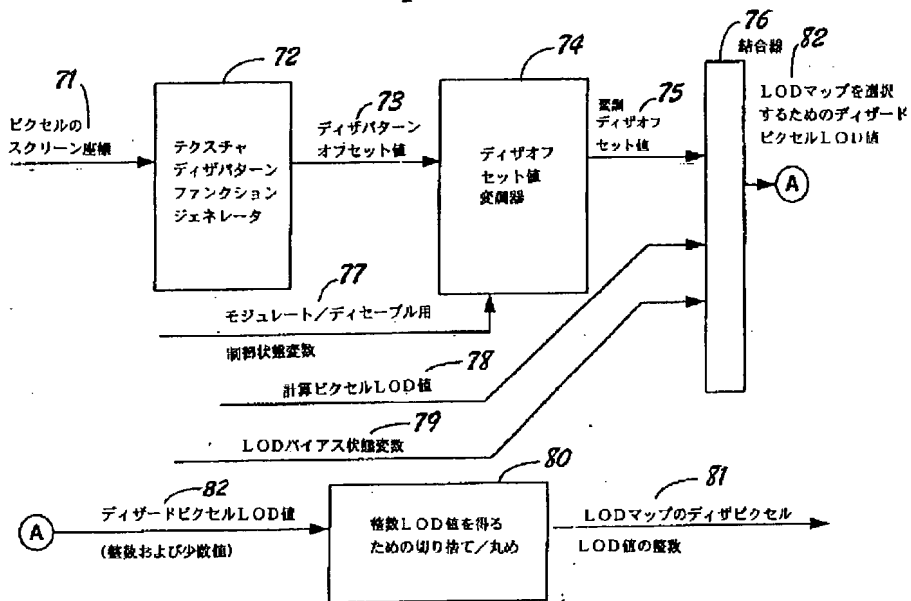 71
ピクセルの
スクリーン座標
72
テクスチャ
ディザパターン
ファンクション
ジェネレータ
73
ディザパターン
オフセット値
74
ディザオフ
セット値
変調器
変調
75
ディザオフ
セット値
76
結合線
82
LODマップを選択
するためのディザード
ピクセルLOD値
A
77
モジュレート/ディセーブル用
制御状態変数
78
計算ピクセルLOD値
79
LODバイアス状態変数
A
82
ディザードピクセルLOD値
(整数および少数値)
80
整数LOD値を得る
ための切り捨て/丸め
81
LODマップのディザピクセル
LOD値の整数